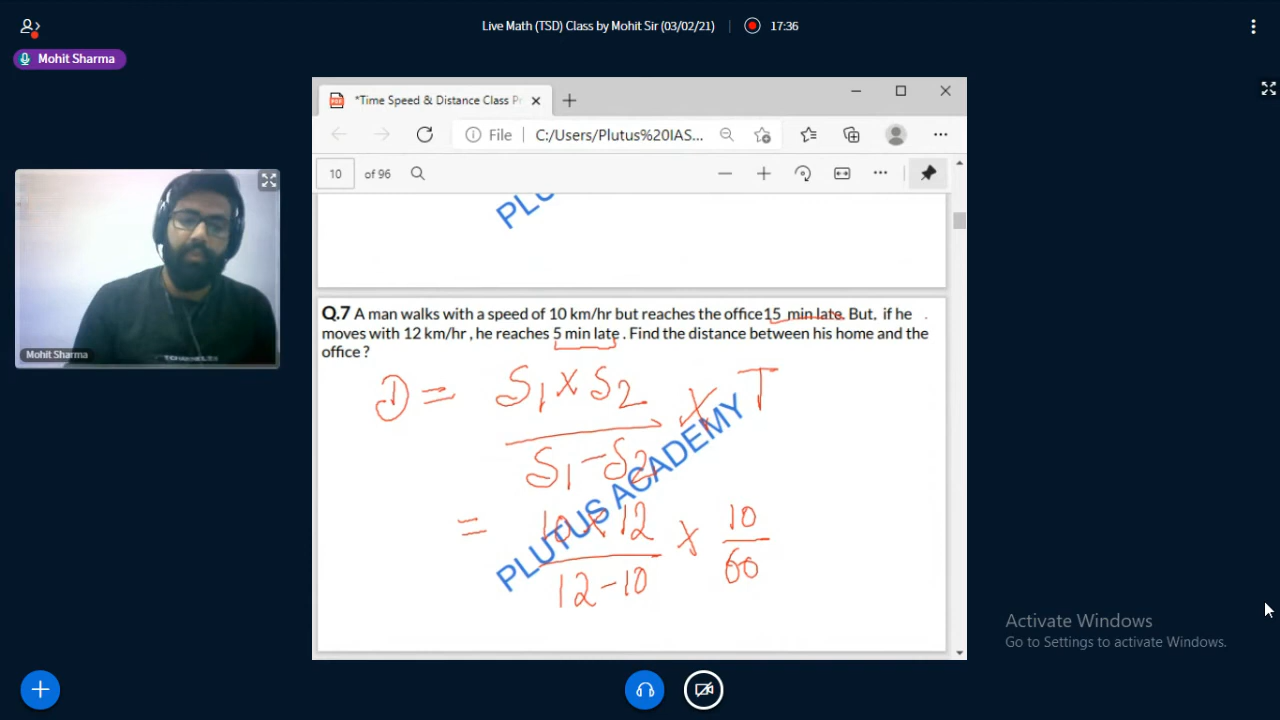 Live Math (TSD) Class by Mohit Sir (03/02/21)
17:36
Mohit Sharma
*Time Speed & Distance Class Pr
File C:/Users/Plutus%20IAS...
10 of 96
PLU
Q.7 A man walks with a speed of 10 km/hr but reaches the office 15 min late. But, if he
moves with 12 km/hr , he reaches 5 min late . Find the distance between his home and the
office ?
Mohit Sharma
D = S1 × S2 / S1 - S2 × T
PLUTUS ACADEMY
= 10 × 12 / 12 - 10 × 10 / 60
Activate Windows
Go to Settings to activate Windows.